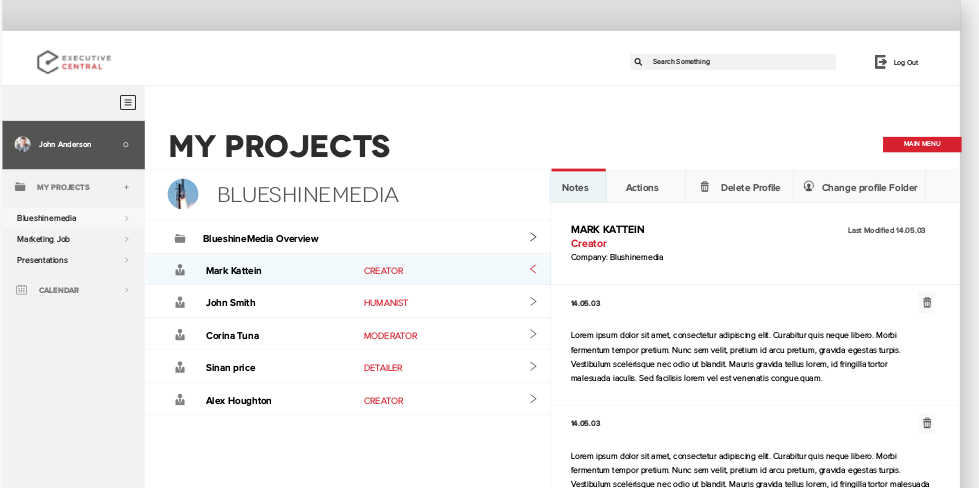 EXECUTIVE
CENTRAL
Search Something
Log Out
John Anderson
MY PROJECTS
MAIN MENU
MY PROJECTS
+
Blueshinemedia
Marketing Job
Presentations
CALENDAR
BLUESHINEMEDIA
BlueshineMedia Overview
Mark Kattein CREATOR
John Smith HUMANIST
Corina Tuna MODERATOR
Sinan price DETAILER
Alex Houghton CREATOR
Notes
Actions
Delete Profile
Change profile Folder
MARK KATTEIN
Last Modified 14.05.03
Creator
Company: Blushinemedia
14.05.03
Lorem ipsum dolor sit amet, consectetur adipiscing elit. Curabitur quis neque libero. Morbi
fermentum tempor pretium. Nunc sem velit, pretium id arcu pretium, gravida egestas turpis.
Vestibulum scelerisque nec odio ut blandit. Mauris gravida tellus lorem, id fringilla tortor
malesuada iaculis. Sed facilisis lorem vel est venenatis congue quam.
14.05.03
Lorem ipsum dolor sit amet, consectetur adipiscing elit. Curabitur quis neque libero. Morbi
fermentum tempor pretium. Nunc sem velit, pretium id arcu pretium, gravida egestas turpis.
Vestibulum scelerisque nec odio ut blandit. Mauris gravida tellus lorem, id fringilla tortor malesuada